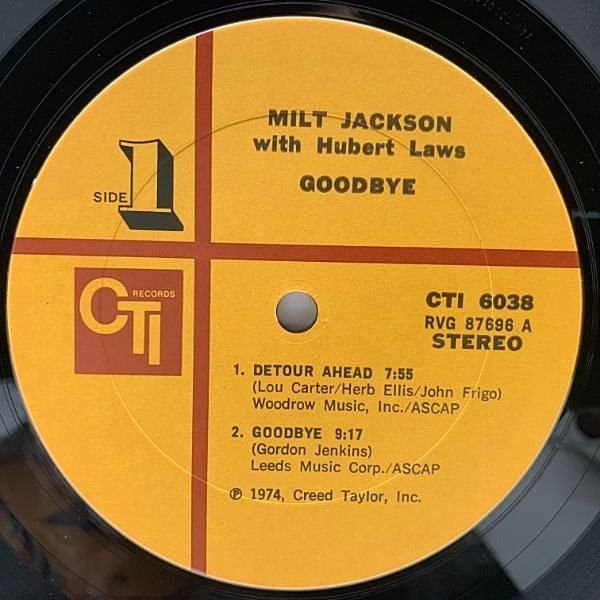 MILT JACKSON
with Hubert Laws
GOODBYE
SIDE 1
CTI RECORDS
CTI 6038
RVG 87696 A
STEREO
1. DETOUR AHEAD 7:55
(Lou Carter/Herb Ellis/John Frigo)
Woodrow Music, Inc./ASCAP
2. GOODBYE 9:17
(Gordon Jenkins)
Leeds Music Corp./ASCAP
℗ 1974, Creed Taylor, Inc.